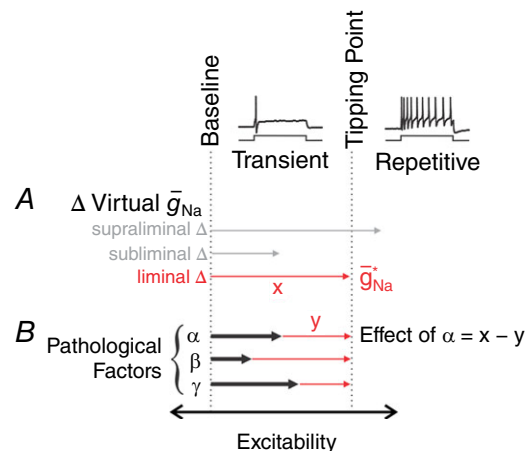 Baseline
Tipping Point
Transient
Repetitive
A
Δ Virtual ḡNa
supraliminal Δ
subliminal Δ
liminal Δ
x
ḡ*Na
B
Pathological
Factors
α
β
γ
y
Effect of α = x – y
Excitability